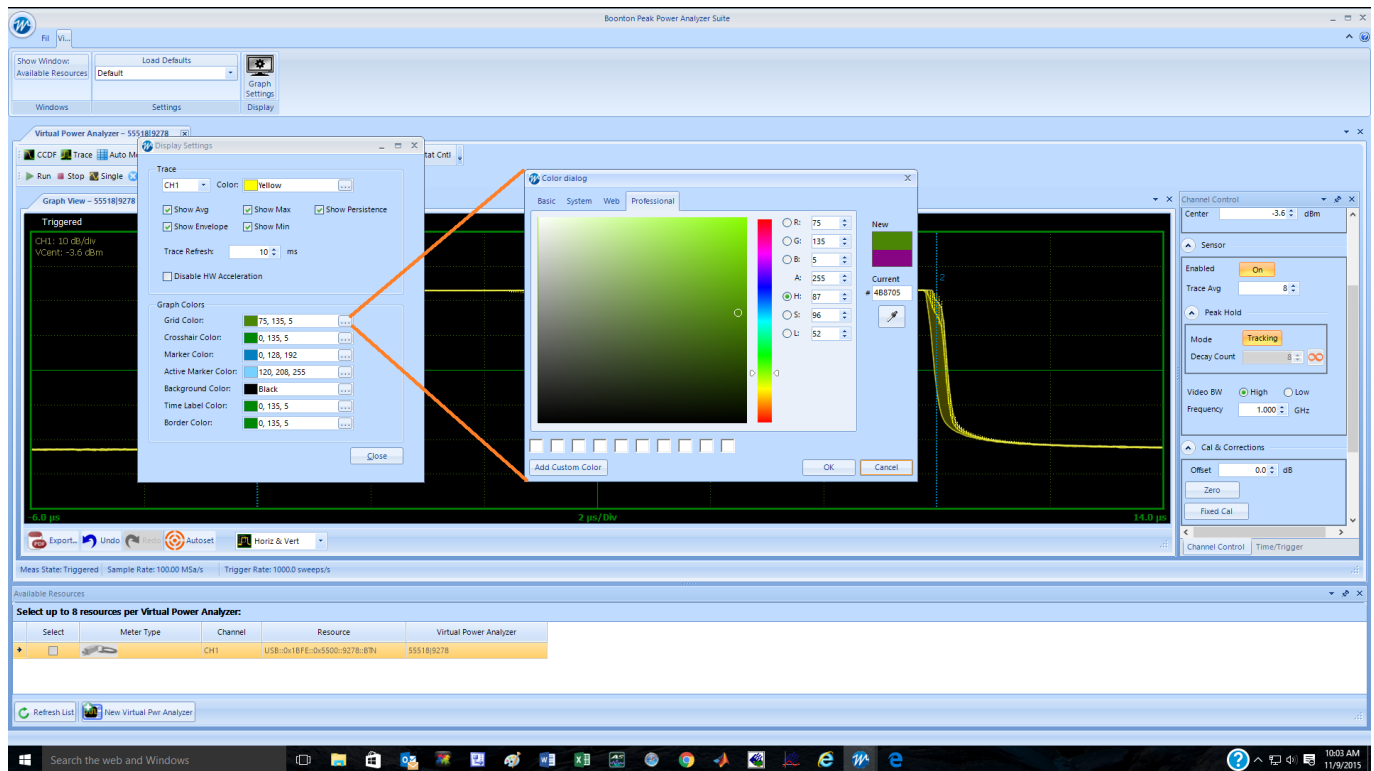 Boonton Peak Power Analyzer Suite
Fil Vi...
Show Window:
Available Resources
Windows
Load Defaults
Default
Settings
Graph
Settings
Display
Virtual Power Analyzer – 55518|9278
CCDF Trace Auto M tat Cntl
Run Stop Single
Graph View – 55518|9278
Triggered
CH1: 10 dB/div
VCent: -3.6 dBm
2
-6.0 µs 2 µs/Div 14.0 µs
Display Settings
Trace
CH1 Color: Yellow ...
Show Avg Show Max Show Persistence
Show Envelope Show Min
Trace Refresh: 10 ms
Disable HW Acceleration
Graph Colors
Grid Color: 75, 135, 5 ...
Crosshair Color: 0, 135, 5 ...
Marker Color: 0, 128, 192 ...
Active Marker Color: 120, 208, 255 ...
Background Color: Black ...
Time Label Color: 0, 135, 5 ...
Border Color: 0, 135, 5 ...
Close
Color dialog
Basic System Web Professional
R: 75
G: 135
B: 5
A: 255
H: 87
S: 96
L: 52
New
Current
# 4B8705
Add Custom Color OK Cancel
Channel Control
Center -3.6 dBm
Sensor
Enabled On
Trace Avg 8
Peak Hold
Mode Tracking
Decay Count 8
Video BW High Low
Frequency 1.000 GHz
Cal & Corrections
Offset 0.0 dB
Zero
Fixed Cal
Channel Control Time/Trigger
Export... Undo Redo Autoset Horiz & Vert
Meas State: Triggered Sample Rate: 100.00 MSa/s Trigger Rate: 1000.0 sweeps/s
Available Resources
Select up to 8 resources per Virtual Power Analyzer:
Select Meter Type Channel Resource Virtual Power Analyzer
CH1 USB::0x1BFE::0x5500::9278::BTN 55518|9278
Refresh List New Virtual Pwr Analyzer
Search the web and Windows
10:03 AM
11/9/2015